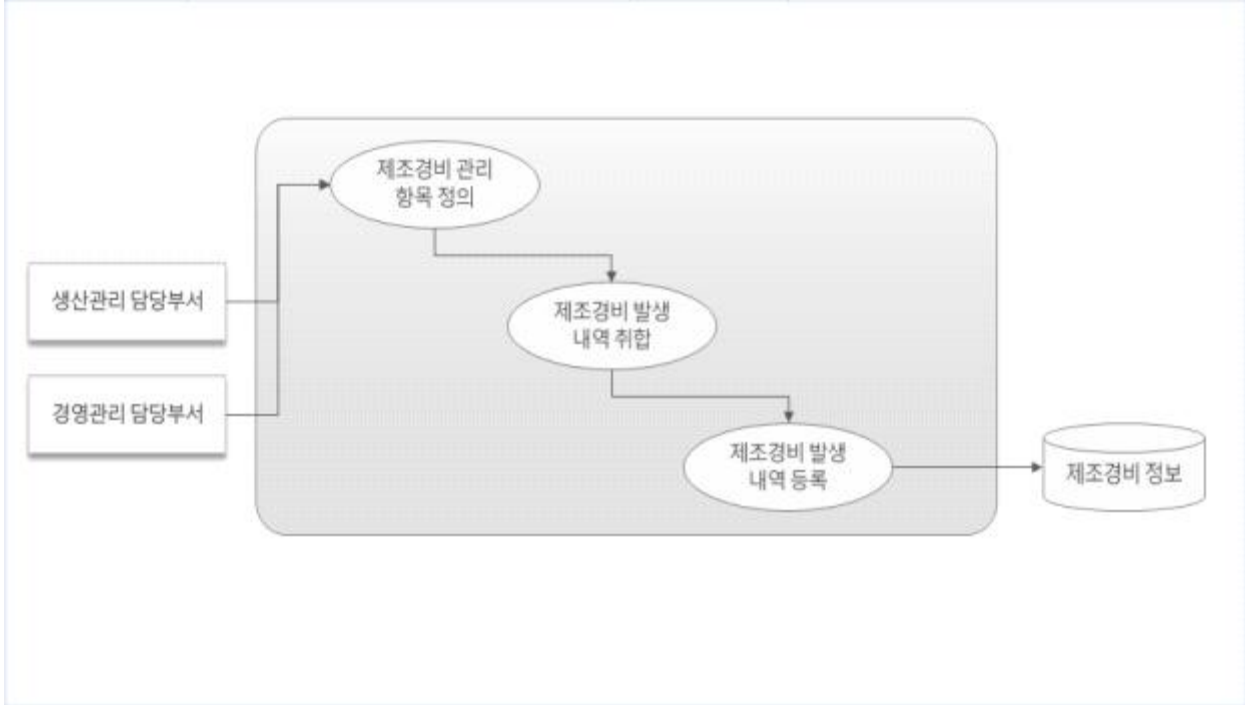 제조경비 관리
항목 정의
생산관리 담당부서
제조경비 발생
내역 취합
경영관리 담당부서
제조경비 발생
내역 등록
제조경비 정보